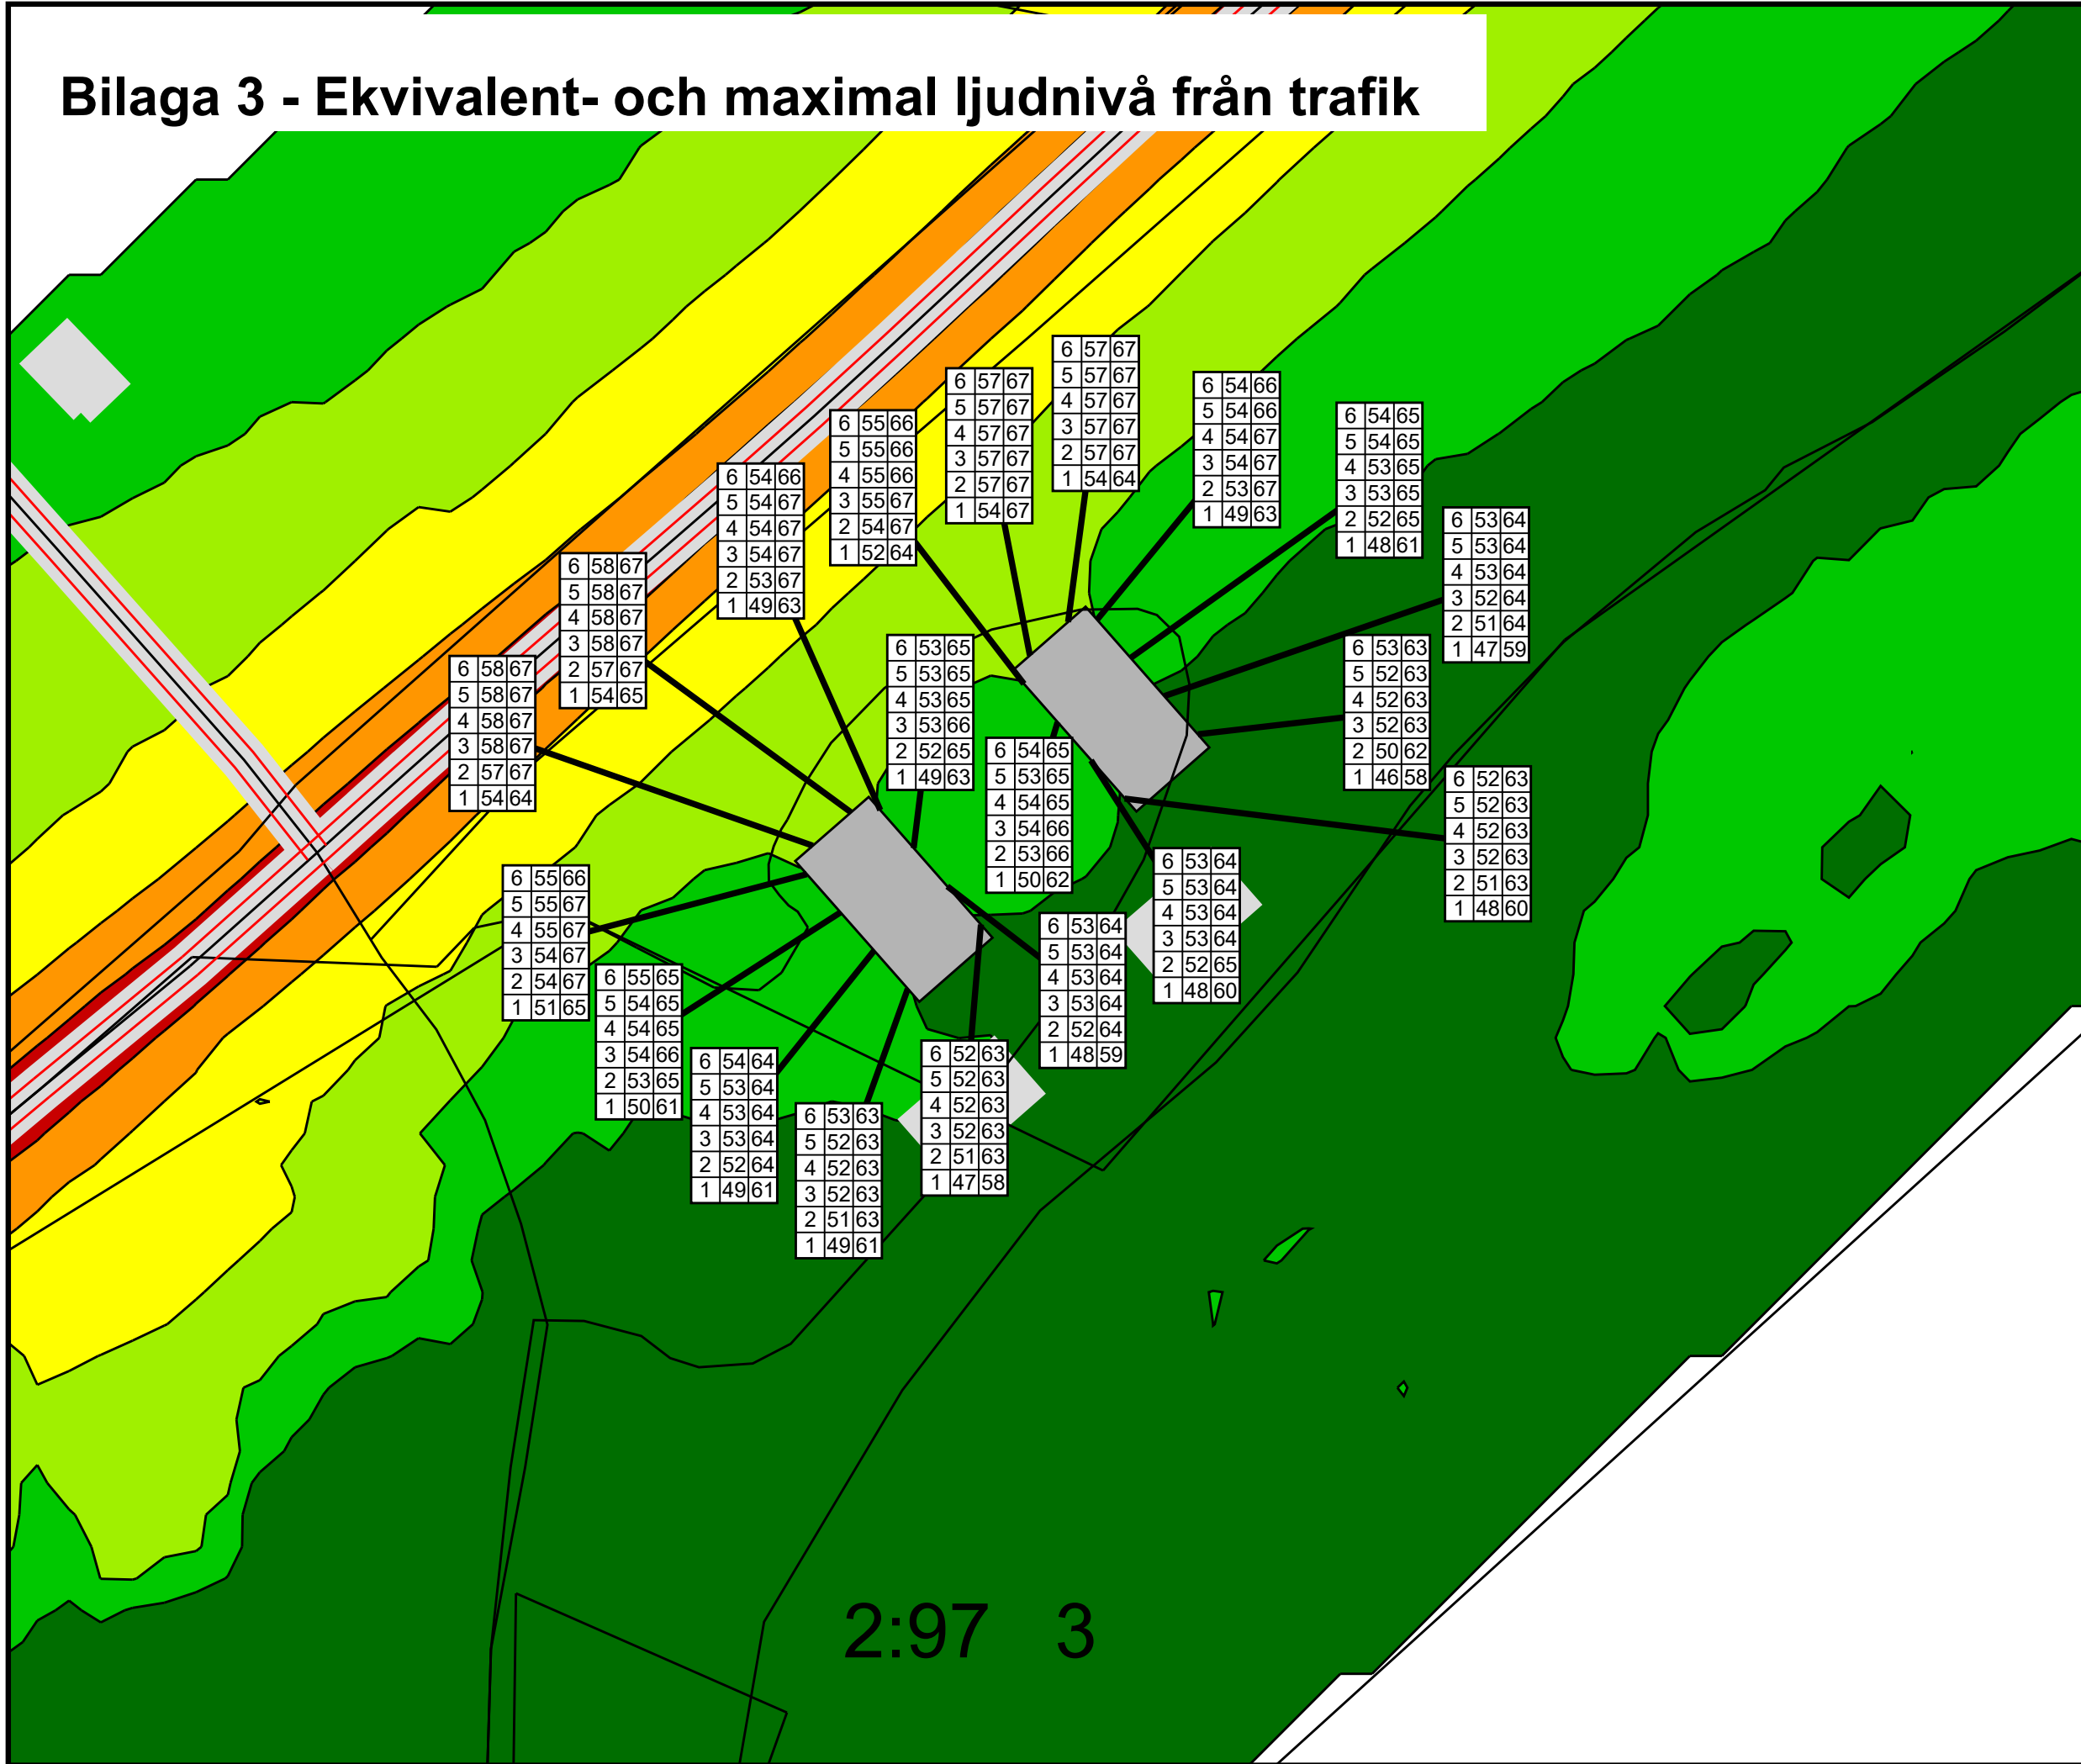 Bilaga 3 - Ekvivalent- och maximal ljudnivå från trafik
6 57 67
5 57 67
4 57 67
3 57 67
2 57 67
1 54 64
6 57 67
5 57 67
4 57 67
3 57 67
2 57 67
1 54 67
6 54 66
5 54 66
4 54 67
3 54 67
2 53 67
1 49 63
6 54 65
5 54 65
4 53 65
3 53 65
2 52 65
1 48 61
6 55 66
5 55 66
4 55 66
3 55 67
2 54 67
1 52 64
6 54 66
5 54 67
4 54 67
3 54 67
2 53 67
1 49 63
6 53 64
5 53 64
4 53 64
3 52 64
2 51 64
1 47 59
6 58 67
5 58 67
4 58 67
3 58 67
2 57 67
1 54 65
6 53 65
5 53 65
4 53 65
3 53 66
2 52 65
1 49 63
6 53 63
5 52 63
4 52 63
3 52 63
2 50 62
1 46 58
6 58 67
5 58 67
4 58 67
3 58 67
2 57 67
1 54 64
6 54 65
5 53 65
4 54 65
3 54 66
2 53 66
1 50 62
6 52 63
5 52 63
4 52 63
3 52 63
2 51 63
1 48 60
6 53 64
5 53 64
4 53 64
3 53 64
2 52 65
1 48 60
6 55 66
5 55 67
4 55 67
3 54 67
2 54 67
1 51 65
6 53 64
5 53 64
4 53 64
3 53 64
2 52 64
1 48 59
6 55 65
5 54 65
4 54 65
3 54 66
2 53 65
1 50 61
6 52 63
5 52 63
4 52 63
3 52 63
2 51 63
1 47 58
6 54 64
5 53 64
4 53 64
3 53 64
2 52 64
1 49 61
6 53 63
5 52 63
4 52 63
3 52 63
2 51 63
1 49 61
2:97 3